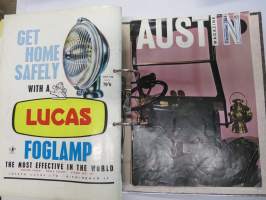 GET
HOME
SAFELY
WITH A
LUCAS
FOGLAMP
THE MOST EFFECTIVE IN THE WORLD
AUSTIN